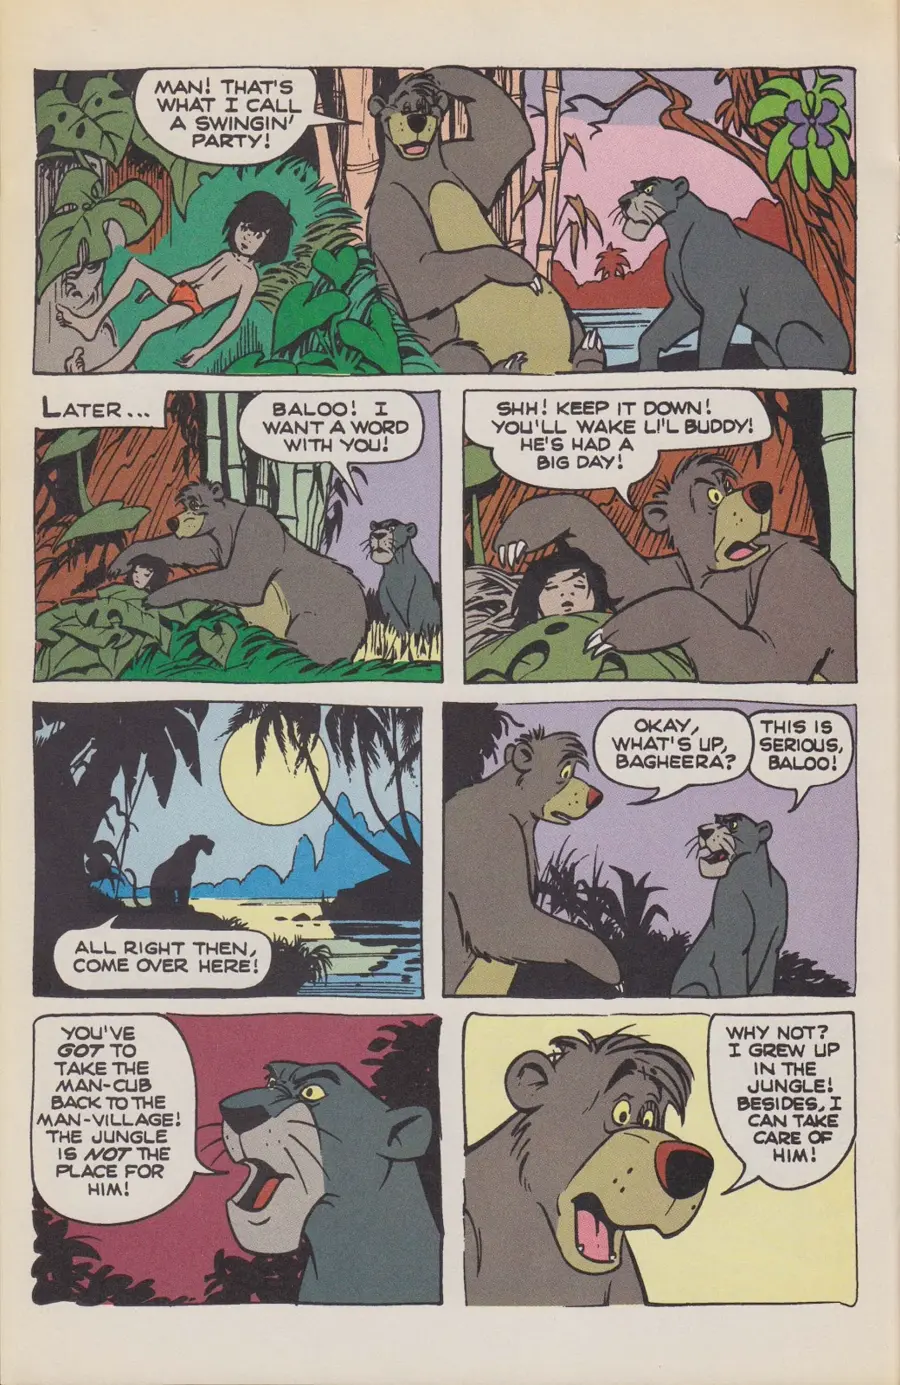 MAN! THAT'S
WHAT I CALL
A SWINGIN'
PARTY!
LATER...
BALOO! I
WANT A WORD
WITH YOU!
SHH! KEEP IT DOWN!
YOU'LL WAKE LI'L BUDDY!
HE'S HAD A
BIG DAY!
ALL RIGHT THEN,
COME OVER HERE!
OKAY,
WHAT'S UP,
BAGHEERA?
THIS IS
SERIOUS,
BALOO!
YOU'VE
GOT TO
TAKE THE
MAN-CUB
BACK TO THE
MAN-VILLAGE!
THE JUNGLE
IS NOT THE
PLACE FOR
HIM!
WHY NOT?
I GREW UP
IN THE
JUNGLE!
BESIDES, I
CAN TAKE
CARE OF
HIM!